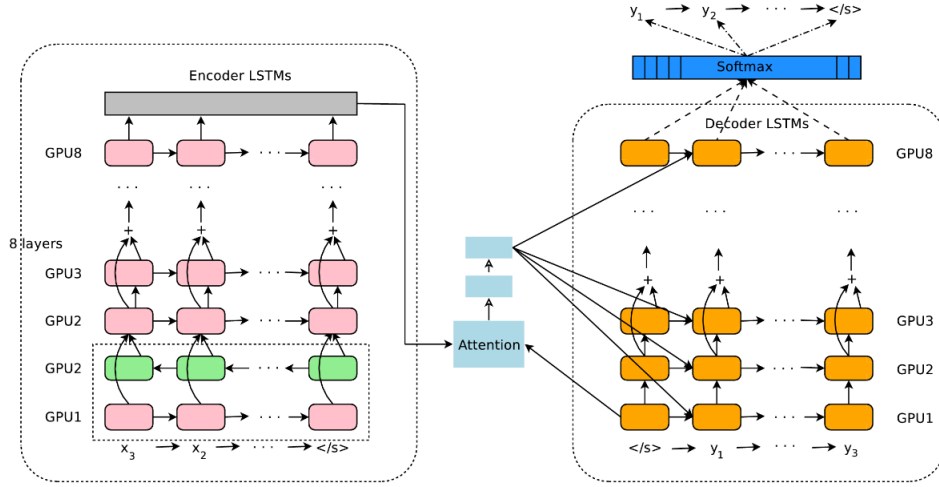 y1 y2 · · · </s>
Softmax
Encoder LSTMs
Decoder LSTMs
GPU8 · · · · · · GPU8
· · · · · · · · · · · ·
+ + +
8 layers
+ + +
GPU3 · · · · · · GPU3
GPU2 · · · · · · GPU2
Attention
GPU2 · · ·
GPU1 · · · · · · GPU1
x3 x2 · · · </s>
</s> y1 · · · y3